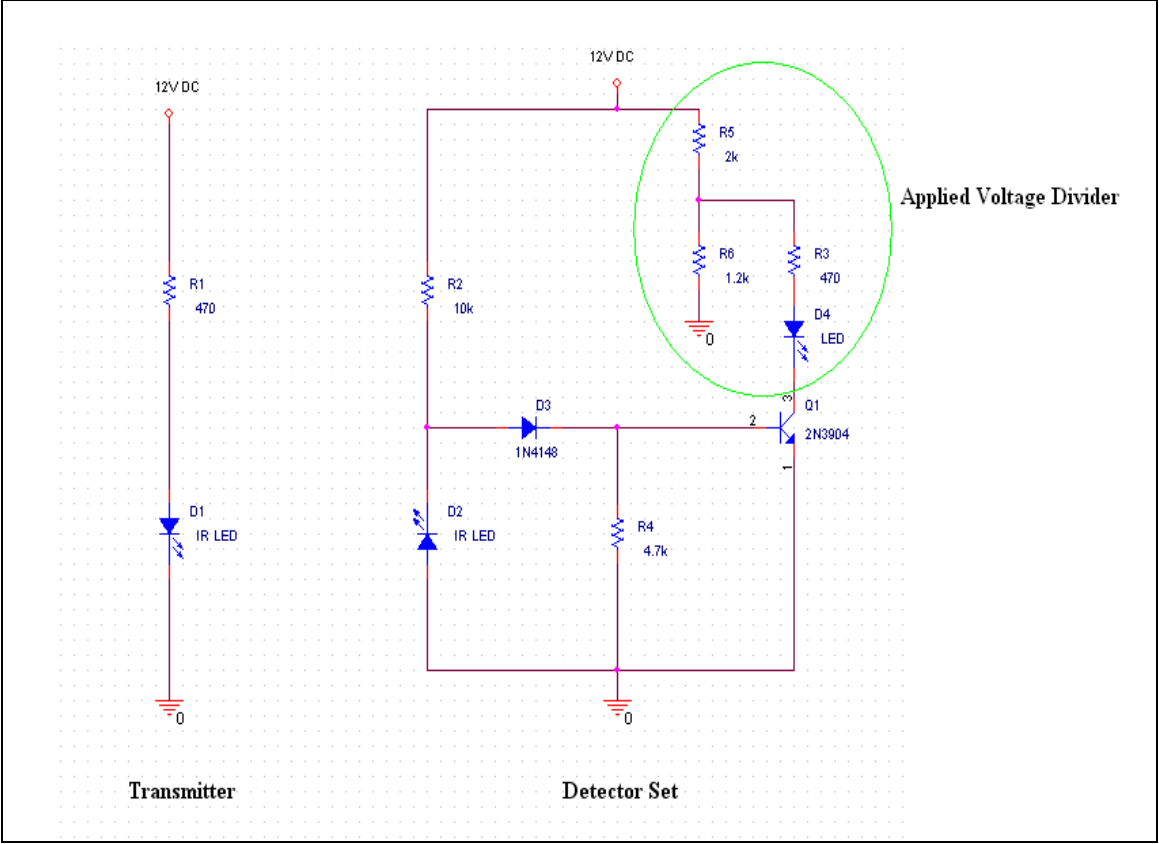 12V DC
12V DC
R5
2k
Applied Voltage Divider
R6
1.2k
R3
470
R1
470
R2
10k
D4
LED
0
D3
1N4148
3
Q1
2
2N3904
1
D1
IR LED
D2
IR LED
R4
4.7k
0
0
Transmitter
Detector Set